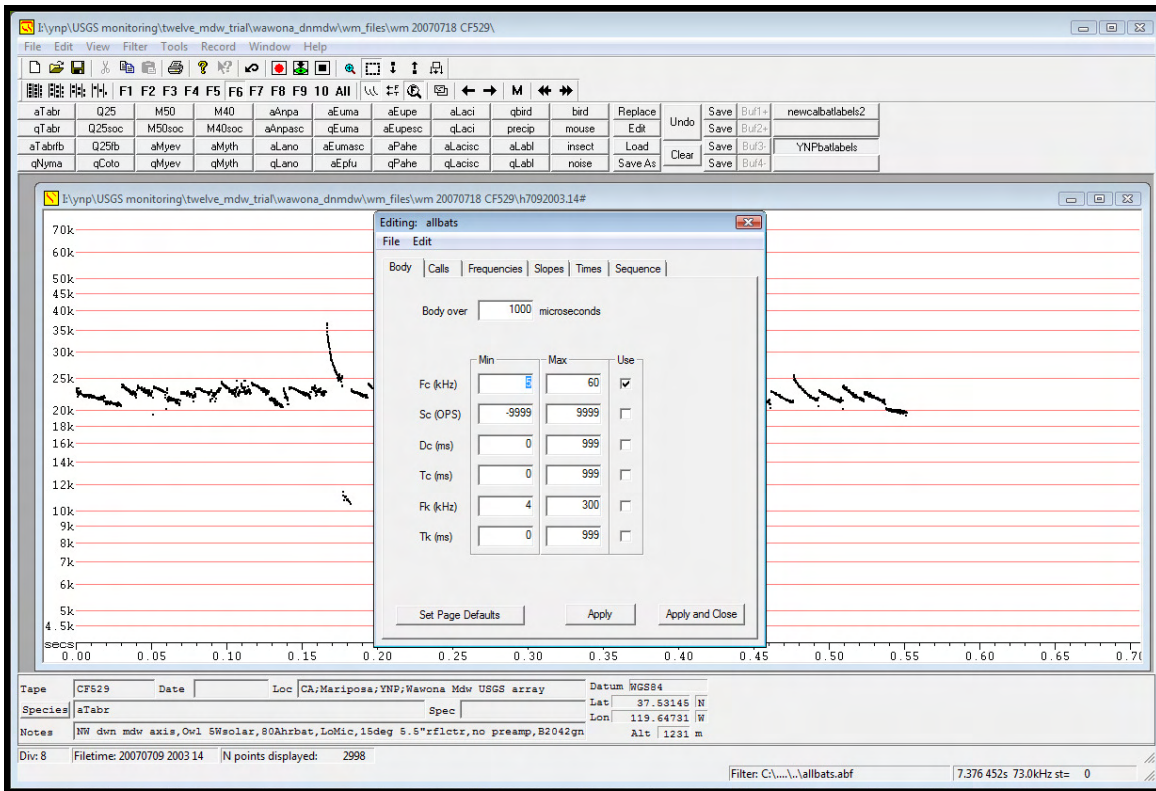 I:\ynp\USGS monitoring\twelve_mdw_trial\wawona_dnmdw\wm_files\wm 20070718 CF529\
File Edit View Filter Tools Record Window Help
F1 F2 F3 F4 F5 F6 F7 F8 F9 10 All M
aTabr Q25 M50 M40 aAnpa aEuma aEupe aLaci qbird bird Replace Undo Save Buf1+ newcalbatlabels2
qTabr Q25soc M50soc M40soc aAnpasc qEuma aEupesc qLaci precip mouse Edit Save Buf2+
aTabrfb Q25fb aMyev aMyth aLano aEumasc aPahe aLacisc aLabl insect Load Clear Save Buf3- YNPbatlabels
qNyma qCoto qMyev qMyth qLano aEpfu qPahe qLacisc qLabl noise Save As Save Buf4-
I:\ynp\USGS monitoring\twelve_mdw_trial\wawona_dnmdw\wm_files\wm 20070718 CF529\h7092003.14#
70k
60k
50k
45k
40k
35k
30k
25k
20k
18k
16k
14k
12k
10k
9k
8k
7k
6k
5k
4.5k
secs
0.00 0.05 0.10 0.15 0.20 0.25 0.30 0.35 0.40 0.45 0.50 0.55 0.60 0.65
Editing: allbats
File Edit
Body Calls Frequencies Slopes Times Sequence
Body over 1000 microseconds
Min Max Use
Fc (kHz) 5 60
Sc (OPS) -9999 9999
Dc (ms) 0 999
Tc (ms) 0 999
Fk (kHz) 4 300
Tk (ms) 0 999
Set Page Defaults Apply Apply and Close
Tape CF529 Date Loc CA;Mariposa;YNP;Wawona Mdw USGS array Datum WGS84
Species aTabr Spec Lat 37.53145 N
Lon 119.64731 W
Notes NW dwn mdw axis,Owl 5Wsolar,80Ahrbat,LoMic,15deg 5.5"rflctr,no preamp,B2042gn Alt 1231 m
Div: 8 Filetime: 20070709 2003 14 N points displayed: 2998
Filter: C:\....\..\allbats.abf 7.376 452s 73.0kHz st= 0